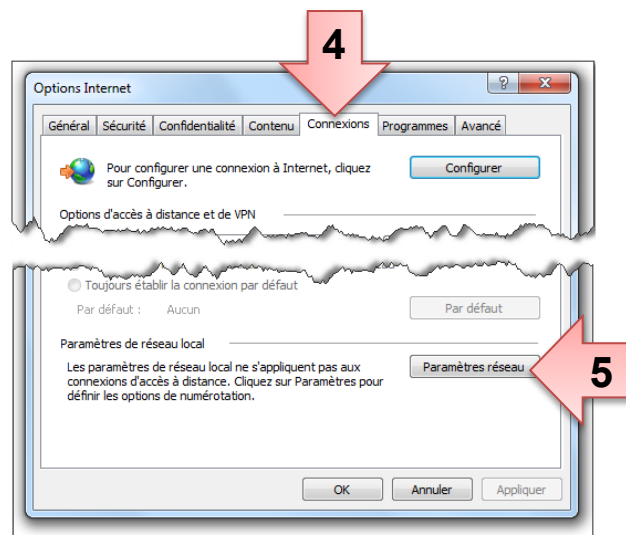 4
Options Internet
Général Sécurité Confidentialité Contenu Connexions Programmes Avancé
Pour configurer une connexion à Internet, cliquez
sur Configurer.
Configurer
Options d'accès à distance et de VPN
Toujours établir la connexion par défaut
Par défaut : Aucun
Par défaut
Paramètres de réseau local
Les paramètres de réseau local ne s'appliquent pas aux
connexions d'accès à distance. Cliquez sur Paramètres pour
définir les options de numérotation.
Paramètres réseau
5
OK Annuler Appliquer